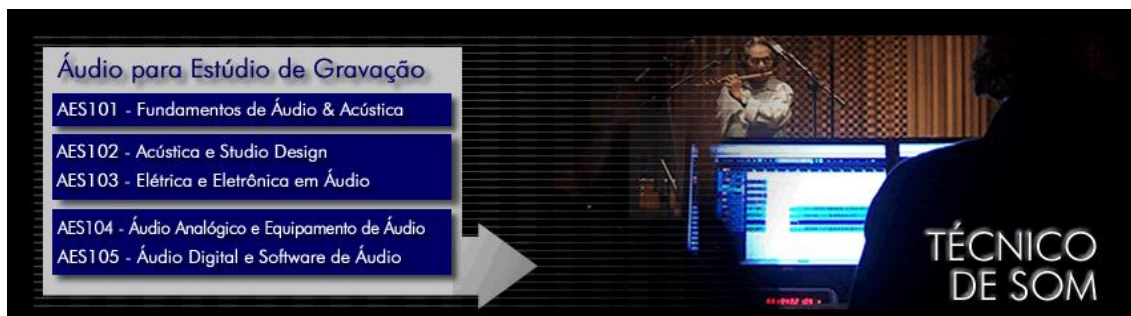 Áudio para Estúdio de Gravação
AES101 - Fundamentos de Áudio & Acústica
AES102 - Acústica e Studio Design
AES103 - Elétrica e Eletrônica em Áudio
AES104 - Áudio Analógico e Equipamento de Áudio
AES105 - Áudio Digital e Software de Áudio
TÉCNICO
DE SOM